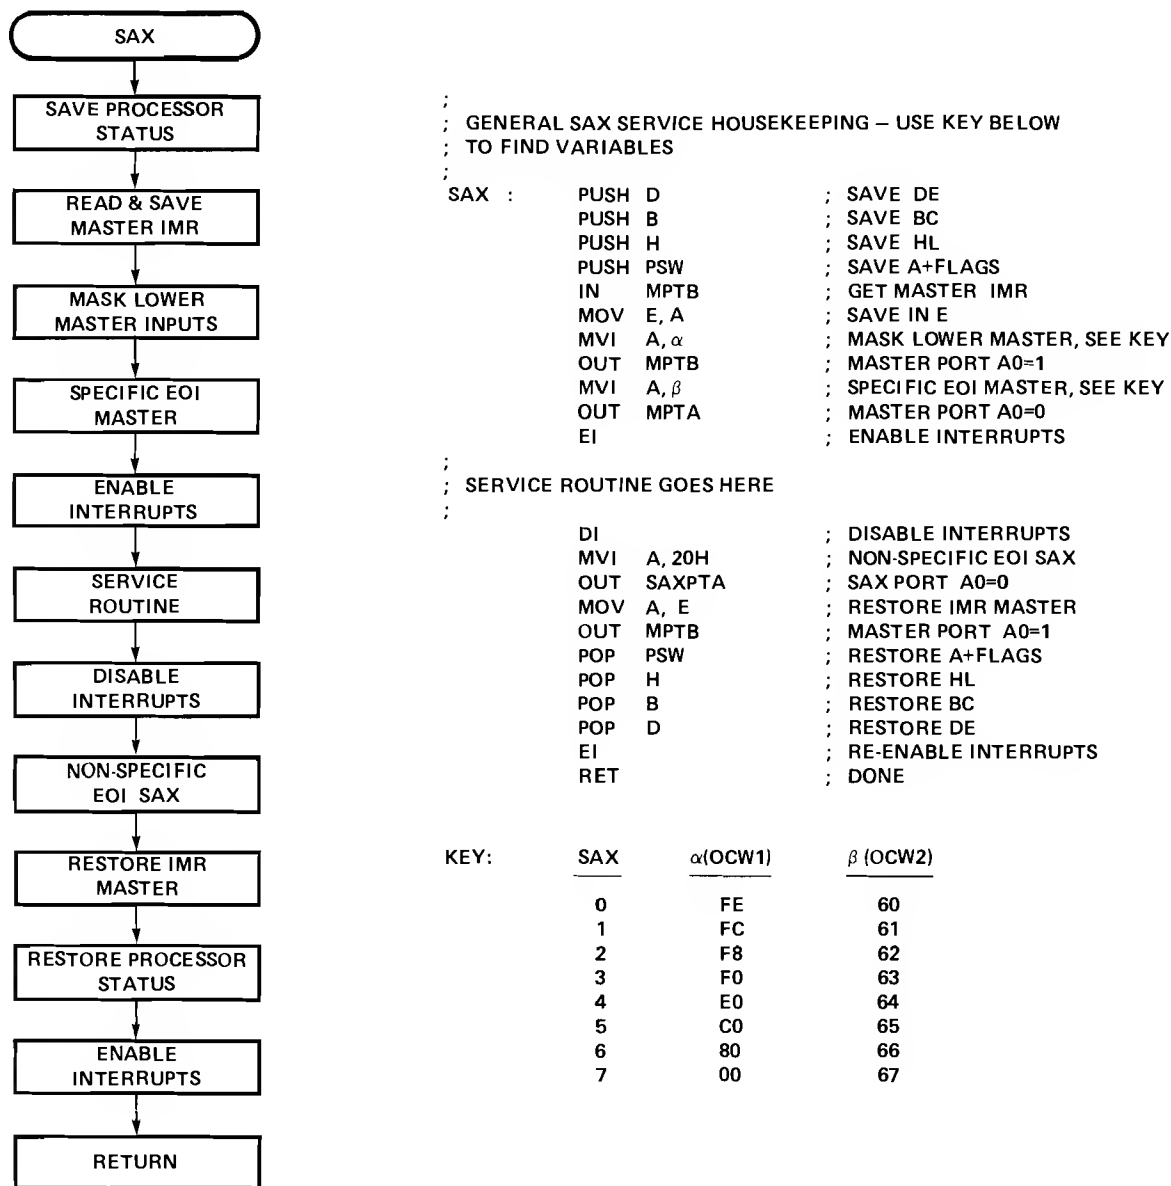 SAX
SAVE PROCESSOR
STATUS
READ & SAVE
MASTER IMR
MASK LOWER
MASTER INPUTS
SPECIFIC EOI
MASTER
ENABLE
INTERRUPTS
SERVICE
ROUTINE
DISABLE
INTERRUPTS
NON-SPECIFIC
EOI SAX
RESTORE IMR
MASTER
RESTORE PROCESSOR
STATUS
ENABLE
INTERRUPTS
RETURN
;
; GENERAL SAX SERVICE HOUSEKEEPING – USE KEY BELOW
; TO FIND VARIABLES
;
SAX : PUSH D ; SAVE DE
PUSH B ; SAVE BC
PUSH H ; SAVE HL
PUSH PSW ; SAVE A+FLAGS
IN MPTB ; GET MASTER IMR
MOV E, A ; SAVE IN E
MVI A, α ; MASK LOWER MASTER, SEE KEY
OUT MPTB ; MASTER PORT A0=1
MVI A, β ; SPECIFIC EOI MASTER, SEE KEY
OUT MPTA ; MASTER PORT A0=0
EI ; ENABLE INTERRUPTS
;
; SERVICE ROUTINE GOES HERE
;
DI ; DISABLE INTERRUPTS
MVI A, 20H ; NON-SPECIFIC EOI SAX
OUT SAXPTA ; SAX PORT A0=0
MOV A, E ; RESTORE IMR MASTER
OUT MPTB ; MASTER PORT A0=1
POP PSW ; RESTORE A+FLAGS
POP H ; RESTORE HL
POP B ; RESTORE BC
POP D ; RESTORE DE
EI ; RE-ENABLE INTERRUPTS
RET ; DONE
KEY: SAX α(OCW1) β (OCW2)
0 FE 60
1 FC 61
2 F8 62
3 F0 63
4 E0 64
5 C0 65
6 80 66
7 00 67